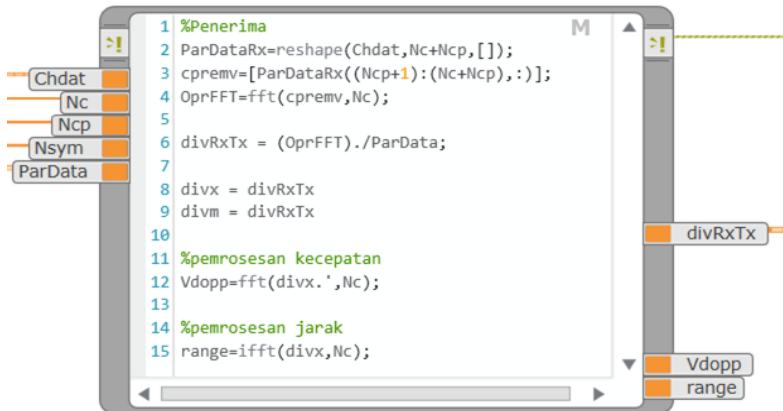 1 %Penerima
M
2 ParDataRx=reshape(Chdat,Nc+Ncp,[]);
3 cpremv=[ParDataRx((Ncp+1):(Nc+Ncp),:)];
4 OprFFT=fft(cpremv,Nc);
5
6 divRxTx = (OprFFT)./ParData;
7
8 divx = divRxTx
9 divm = divRxTx
10
11 %pemrosesan kecepatan
12 Vdopp=fft(divx.',Nc);
13
14 %pemrosesan jarak
15 range=ifft(divx,Nc);
Chdat
Nc
Ncp
Nsym
ParData
divRxTx
Vdopp
range